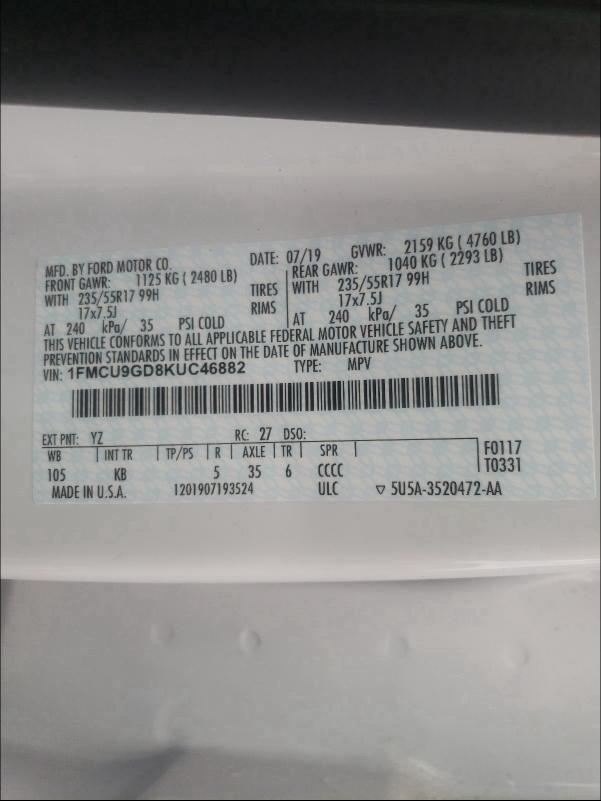 MFD. BY FORD MOTOR CO. DATE: 07/19 GVWR: 2159 KG ( 4760 LB)
FRONT GAWR: 1125 KG ( 2480 LB) REAR GAWR: 1040 KG ( 2293 LB)
WITH 235/55R17 99H TIRES WITH 235/55R17 99H TIRES
17x7.5J RIMS 17x7.5J RIMS
AT 240 kPa/ 35 PSI COLD AT 240 kPa/ 35 PSI COLD
THIS VEHICLE CONFORMS TO ALL APPLICABLE FEDERAL MOTOR VEHICLE SAFETY AND THEFT
PREVENTION STANDARDS IN EFFECT ON THE DATE OF MANUFACTURE SHOWN ABOVE.
VIN: 1FMCU9GD8KUC46882 TYPE: MPV
EXT PNT: YZ RC: 27 DSO:
WB INT TR TP/PS R AXLE TR SPR F0117
105 KB 5 35 6 CCCC T0331
MADE IN U.S.A. 1201907193524 ULC ▽ 5U5A-3520472-AA